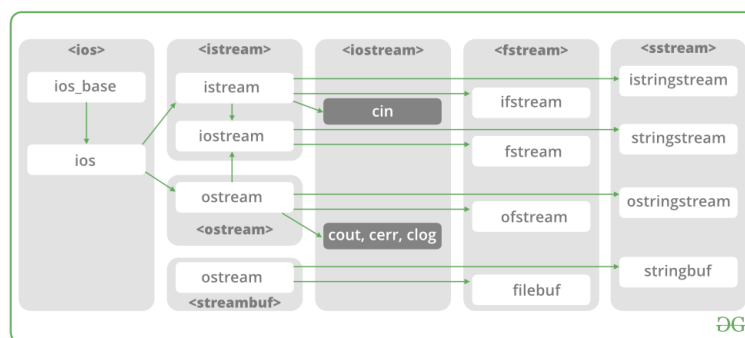 <ios>
ios_base
ios
<istream>
istream
iostream
ostream
<ostream>
ostream
<streambuf>
<iostream>
cin
cout, cerr, clog
<fstream>
ifstream
fstream
ofstream
filebuf
<sstream>
istringstream
stringstream
ostringstream
stringbuf